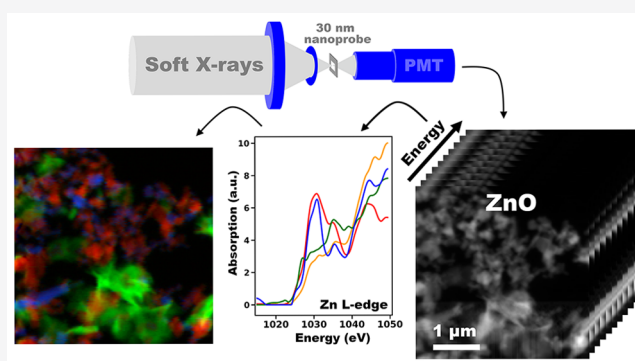 30 nm
nanoprobe
Soft X-rays
PMT
Energy
Absorption (a.u.)
10
8
6
4
2
0
Zn L-edge
1020 1030 1040 1050
Energy (eV)
ZnO
1 μm